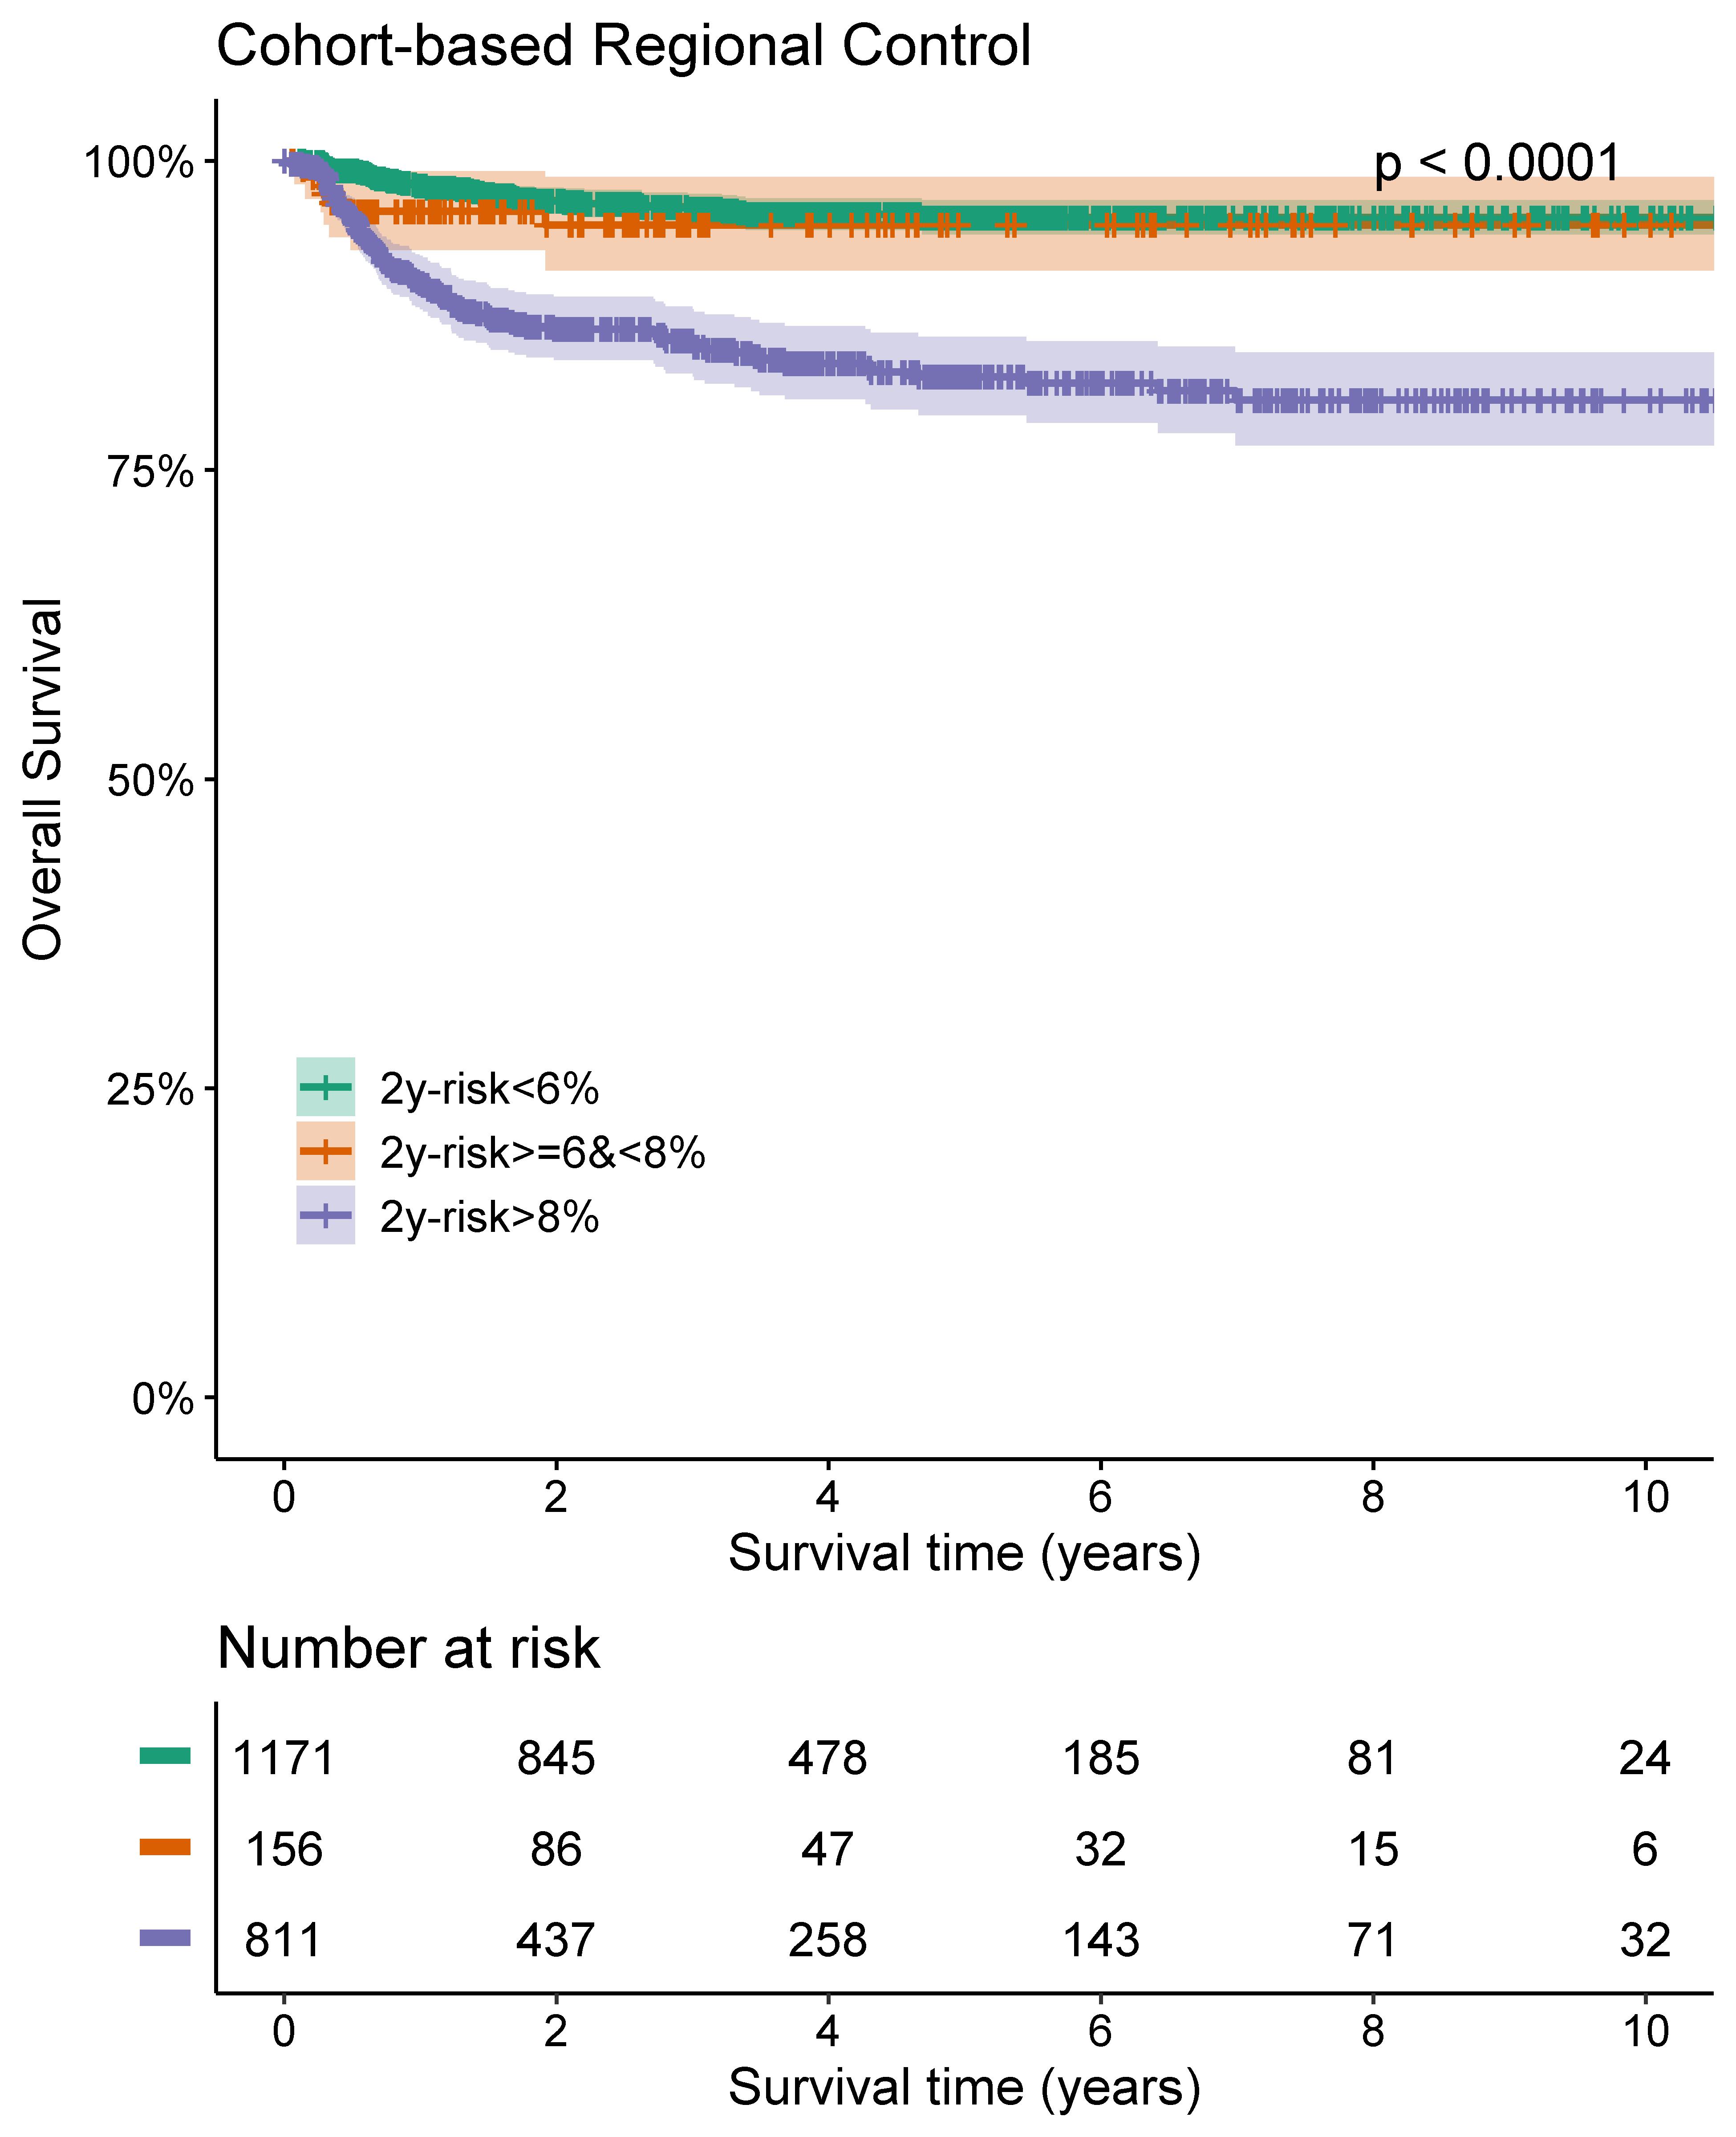 Cohort-based Regional Control
p < 0.0001
100%
75%
50%
25%
0%
Overall Survival
2y-risk<6%
2y-risk>=6&<8%
2y-risk>8%
0 2 4 6 8 10
Survival time (years)
Number at risk
1171 845 478 185 81 24
156 86 47 32 15 6
811 437 258 143 71 32
0 2 4 6 8 10
Survival time (years)